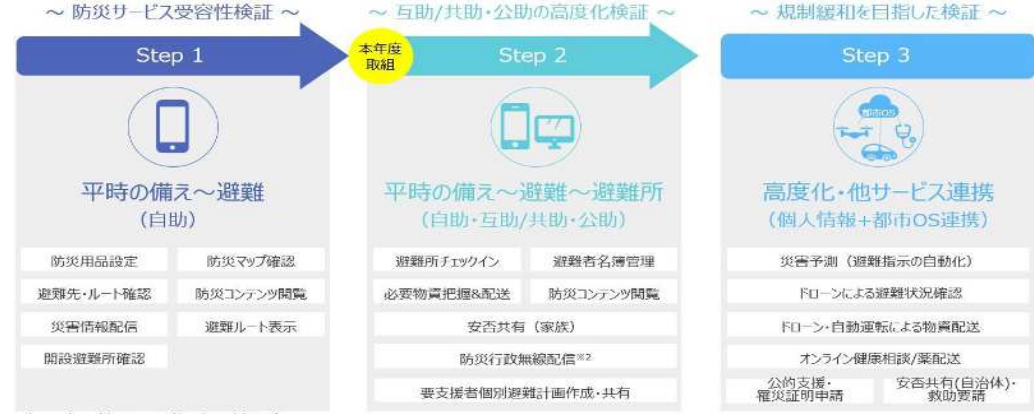 ～ 防災サービス受容性検証 ～
～ 互助/共助・公助の高度化検証 ～
～ 規制緩和を目指した検証 ～
Step 1
本年度
取組
Step 2
Step 3
都市OS
平時の備え～避難
（自助）
平時の備え～避難～避難所
（自助・互助/共助・公助）
高度化・他サービス連携
（個人情報+都市OS連携）
防災用品設定
防災マップ確認
避難先・ルート確認
防災コンテンツ閲覧
災害情報配信
避難ルート表示
開設避難所確認
避難所チェックイン
避難者名簿管理
必要物資把握&配送
防災コンテンツ閲覧
安否共有（家族）
防災行政無線配信※2
要支援者個別避難計画作成・共有
災害予測（避難指示の自動化）
ドローンによる避難状況確認
ドローン・自動運転による物資配送
オンライン健康相談/薬配送
公的支援・
罹災証明申請
安否共有(自治体)・
救助要請